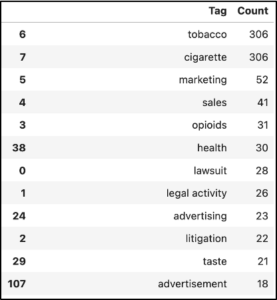 Tag Count
6 tobacco 306
7 cigarette 306
5 marketing 52
4 sales 41
3 opioids 31
38 health 30
0 lawsuit 28
1 legal activity 26
24 advertising 23
2 litigation 22
29 taste 21
107 advertisement 18